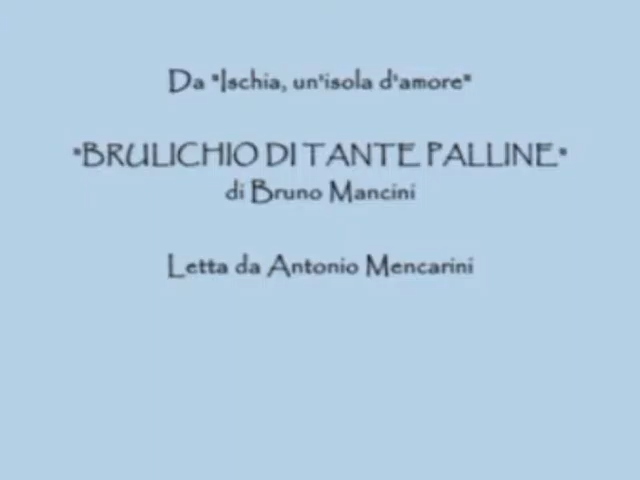 Da "Ischia, un'isola d'amore"
"BRULICHIO DI TANTE PALLINE"
di Bruno Mancini
Letta da Antonio Mencarini